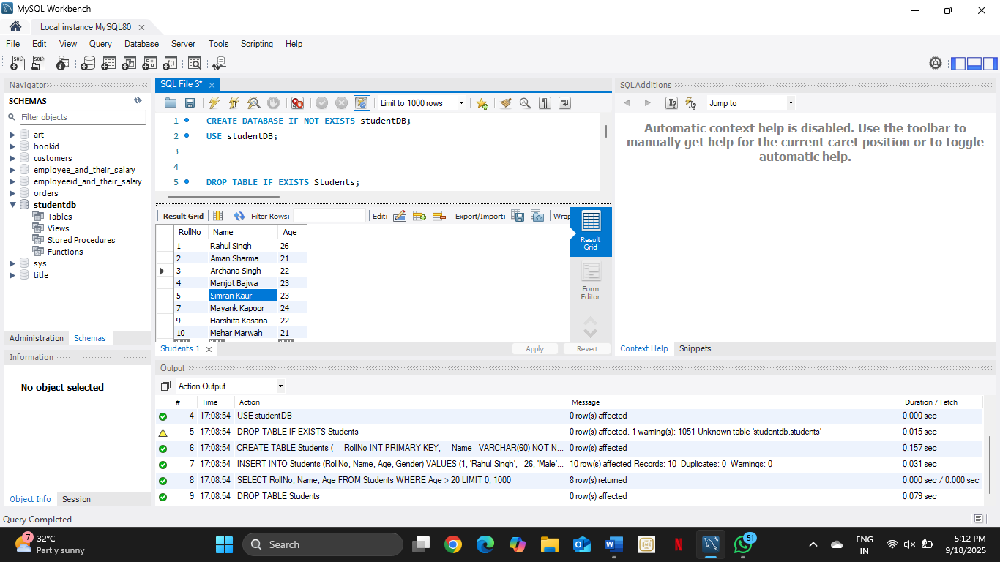 MySQL Workbench
Local instance MySQL80
File Edit View Query Database Server Tools Scripting Help
Navigator
SCHEMAS
Filter objects
art
bookid
customers
employee_and_their_salary
employeeid_and_their_salary
orders
studentdb
Tables
Views
Stored Procedures
Functions
sys
title
Administration Schemas
Information
No object selected
Object Info Session
SQL File 3*
Limit to 1000 rows
1 CREATE DATABASE IF NOT EXISTS studentDB;
2 USE studentDB;
3
4
5 DROP TABLE IF EXISTS Students;
Result Grid Filter Rows: Edit: Export/Import: Wrap
RollNo Name Age
1 Rahul Singh 26
2 Aman Sharma 21
3 Archana Singh 22
4 Manjot Bajwa 23
5 Simran Kaur 23
7 Mayank Kapoor 24
9 Harshita Kasana 22
10 Mehar Marwah 21
Result
Grid
Form
Editor
Students 1
Apply Revert
SQLAdditions
Jump to
Automatic context help is disabled. Use the toolbar to
manually get help for the current caret position or to toggle
automatic help.
Context Help Snippets
Output
Action Output
# Time Action Message Duration / Fetch
4 17:08:54 USE studentDB 0 row(s) affected 0.000 sec
5 17:08:54 DROP TABLE IF EXISTS Students 0 row(s) affected, 1 warning(s): 1051 Unknown table 'studentdb.students' 0.015 sec
6 17:08:54 CREATE TABLE Students ( RollNo INT PRIMARY KEY, Name VARCHAR(60) NOT N... 0 row(s) affected 0.157 sec
7 17:08:54 INSERT INTO Students (RollNo, Name, Age, Gender) VALUES (1, 'Rahul Singh', 26, 'Male'... 10 row(s) affected Records: 10 Duplicates: 0 Warnings: 0 0.031 sec
8 17:08:54 SELECT RollNo, Name, Age FROM Students WHERE Age > 20 LIMIT 0, 1000 8 row(s) returned 0.000 sec / 0.000 sec
9 17:08:54 DROP TABLE Students 0 row(s) affected 0.079 sec
Query Completed
7
32°C
Partly sunny
Search
51
ENG
IN
5:12 PM
9/18/2025